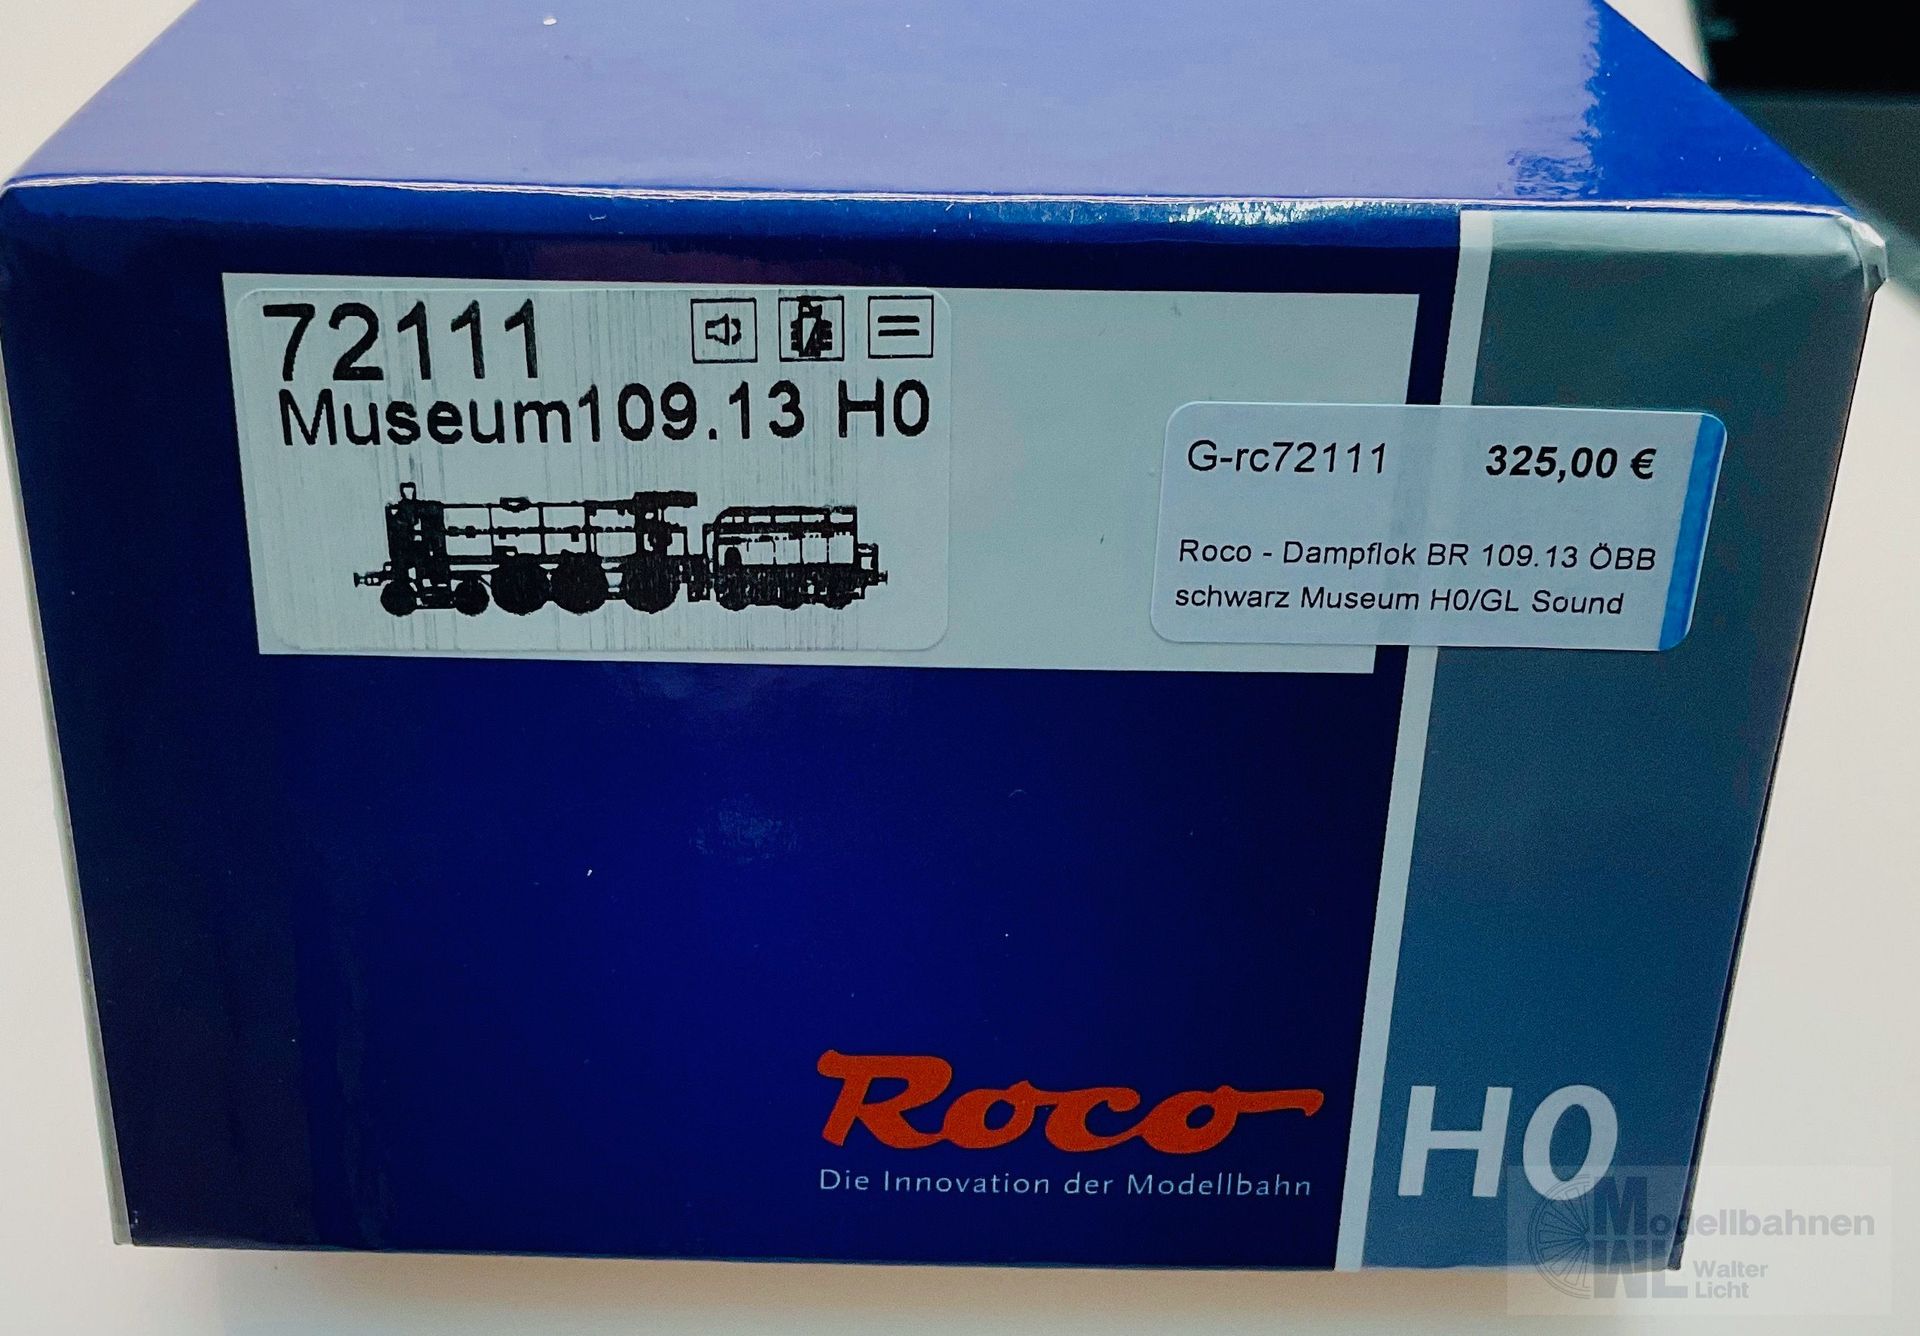 72111
Museum109.13 H0
G-rc72111 325,00 €
Roco - Dampflok BR 109.13 ÖBB
schwarz Museum H0/GL Sound
Roco
Die Innovation der Modellbahn
H0
Modellbahnen
WL Walter
Licht